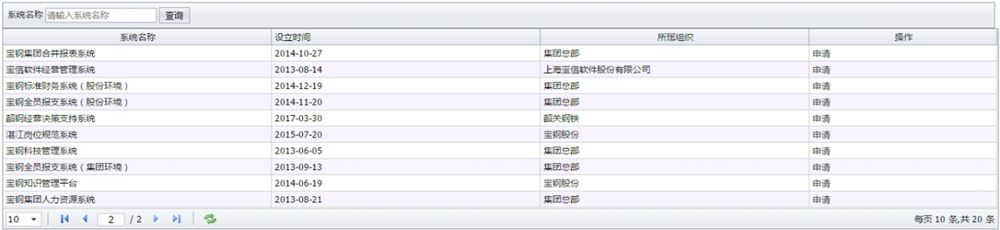 系统名称 请输入系统名称 查询
系统名称 设立时间 所属组织 操作
宝钢集团合并报表系统 2014-10-27 集团总部 申请
宝信软件经营管理系统 2013-08-14 上海宝信软件股份有限公司 申请
宝钢标准财务系统（股份环境） 2014-12-19 集团总部 申请
宝钢全员报支系统（股份环境） 2014-11-20 集团总部 申请
韶钢经营决策支持系统 2017-03-30 韶关钢铁 申请
湛江岗位规范系统 2015-07-20 宝钢股份 申请
宝钢科技管理系统 2013-06-05 集团总部 申请
宝钢全员报支系统（集团环境） 2013-09-13 集团总部 申请
宝钢知识管理平台 2014-06-19 宝钢股份 申请
宝钢集团人力资源系统 2013-08-21 集团总部 申请
10 2 / 2 每页 10 条,共 20 条